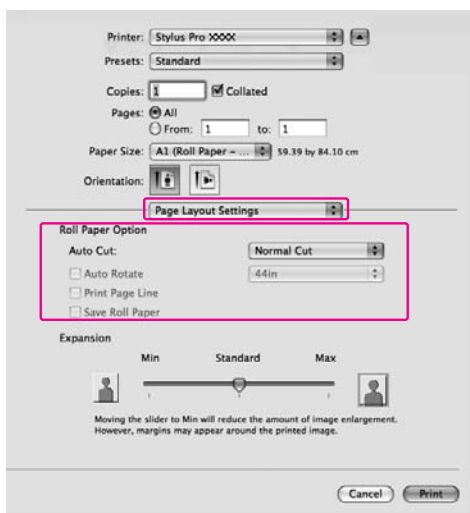 Printer: Stylus Pro XXXX
Presets: Standard
Copies: 1 Collated
Pages: All
From: 1 to: 1
Paper Size: A1 (Roll Paper – ... 59.39 by 84.10 cm
Orientation:
Page Layout Settings
Roll Paper Option
Auto Cut: Normal Cut
Auto Rotate 44in
Print Page Line
Save Roll Paper
Expansion
Min Standard Max
Moving the slider to Min will reduce the amount of image enlargement.
However, margins may appear around the printed image.
Cancel Print